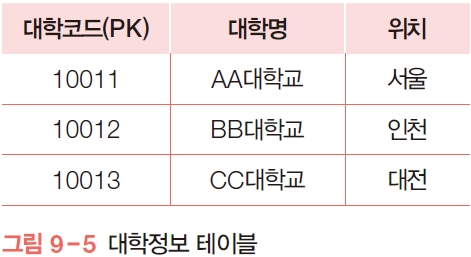 대학코드(PK) 대학명 위치
10011 AA대학교 서울
10012 BB대학교 인천
10013 CC대학교 대전
그림 9-5 대학정보 테이블